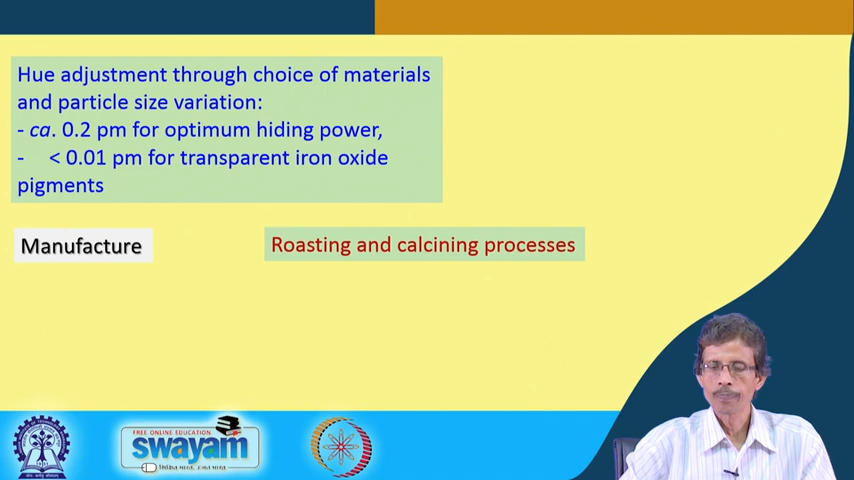 Hue adjustment through choice of materials
and particle size variation:
- ca. 0.2 pm for optimum hiding power,
- < 0.01 pm for transparent iron oxide
pigments
Manufacture
Roasting and calcining processes
FREE ONLINE EDUCATION
swayam